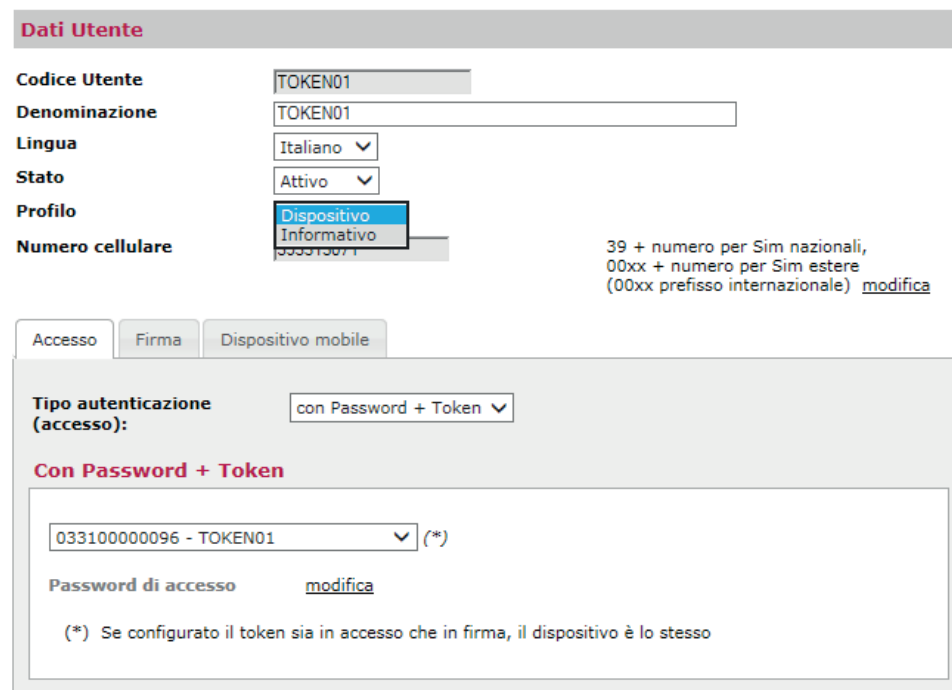 Dati Utente
Codice Utente TOKEN01
Denominazione TOKEN01
Lingua Italiano
Stato Attivo
Profilo Dispositivo
Informativo
Numero cellulare
39 + numero per Sim nazionali,
00xx + numero per Sim estere
(00xx prefisso internazionale) modifica
Accesso Firma Dispositivo mobile
Tipo autenticazione
(accesso): con Password + Token
Con Password + Token
033100000096 - TOKEN01 (*)
Password di accesso modifica
(*) Se configurato il token sia in accesso che in firma, il dispositivo è lo stesso